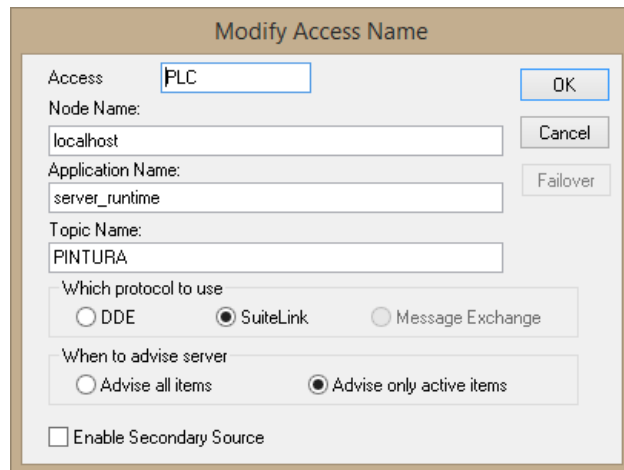 Modify Access Name
Access PLC
OK
Node Name:
localhost
Cancel
Application Name:
Failover
server_runtime
Topic Name:
PINTURA
Which protocol to use
DDE SuiteLink Message Exchange
When to advise server
Advise all items Advise only active items
Enable Secondary Source